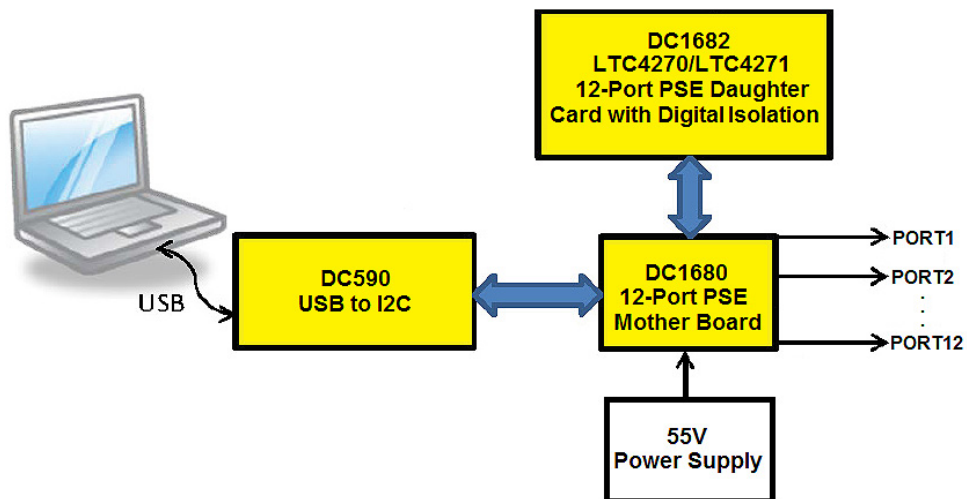 DC1682
LTC4270/LTC4271
12-Port PSE Daughter
Card with Digital Isolation
USB
DC590
USB to I2C
DC1680
12-Port PSE
Mother Board
PORT1
PORT2
PORT12
55V
Power Supply